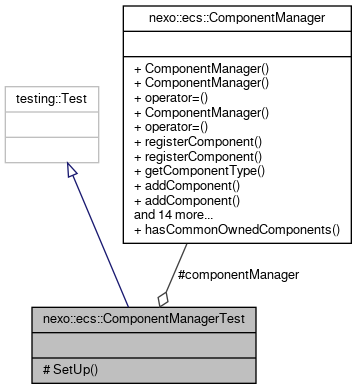 nexo::ecs::ComponentManager
+ ComponentManager()
+ ComponentManager()
+ operator=()
+ ComponentManager()
+ operator=()
+ registerComponent()
+ registerComponent()
+ getComponentType()
+ addComponent()
+ addComponent()
and 14 more...
+ hasCommonOwnedComponents()
testing::Test
#componentManager
nexo::ecs::ComponentManagerTest
# SetUp()